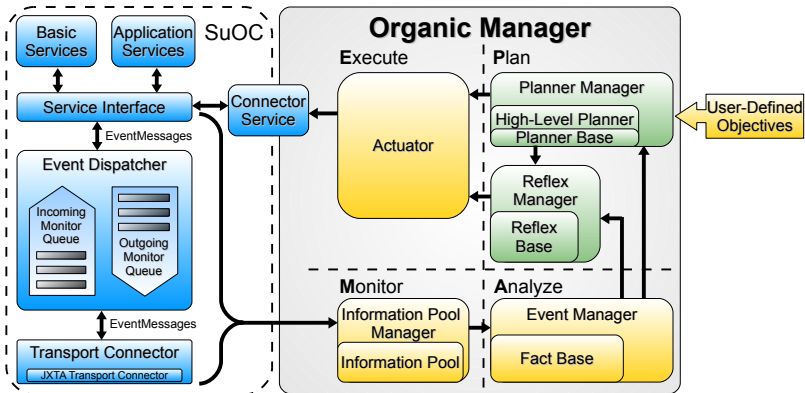 SuOC
Basic
Services
Application
Services
Service Interface
EventMessages
Event Dispatcher
Incoming
Monitor
Queue
Outgoing
Monitor
Queue
EventMessages
Transport Connector
JXTA Transport Connector
Connector
Service
Organic Manager
Execute
Actuator
Plan
Planner Manager
High-Level Planner
Planner Base
Reflex
Manager
Reflex
Base
User-Defined
Objectives
Monitor
Information Pool
Manager
Information Pool
Analyze
Event Manager
Fact Base